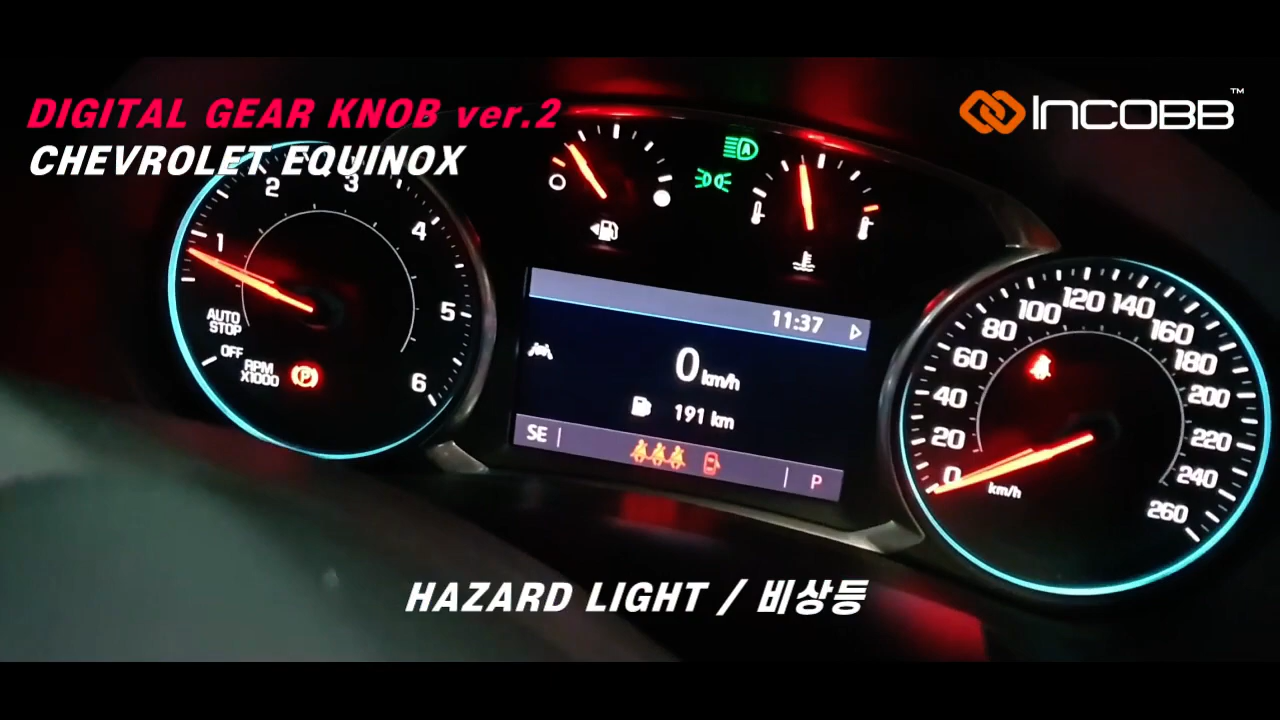 DIGITAL GEAR KNOB ver.2
CHEVROLET EQUINOX
INCOBB™
1
2
3
4
5
6
AUTO
STOP
OFF
RPM
X1000
P
A
11:37
0 km/h
191 km
SE
P
0
20
40
60
80
100
120
140
160
180
200
220
240
260
km/h
HAZARD LIGHT / 비상등